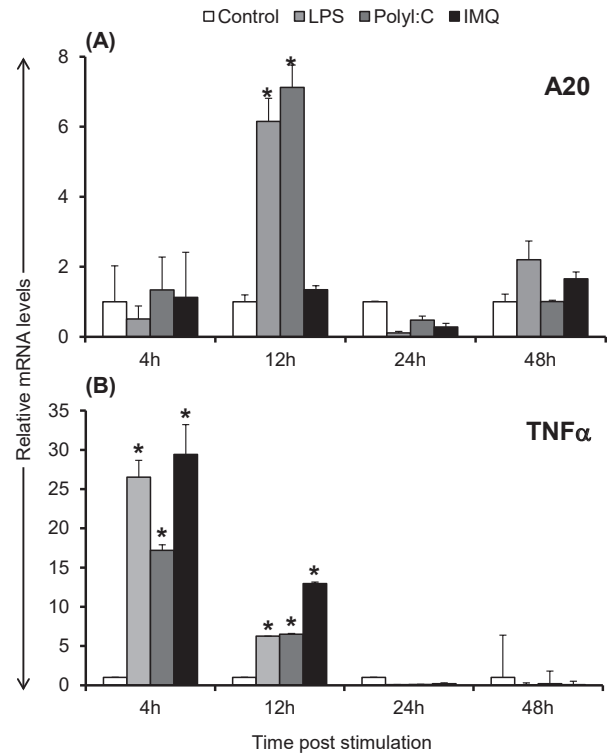 Control LPS PolyI:C IMQ
(A)
A20
8
6
4
2
0
* *
4h 12h 24h 48h
Relative mRNA levels
(B)
TNFα
35
30
25
20
15
10
5
0
* * *
* * *
4h 12h 24h 48h
Time post stimulation